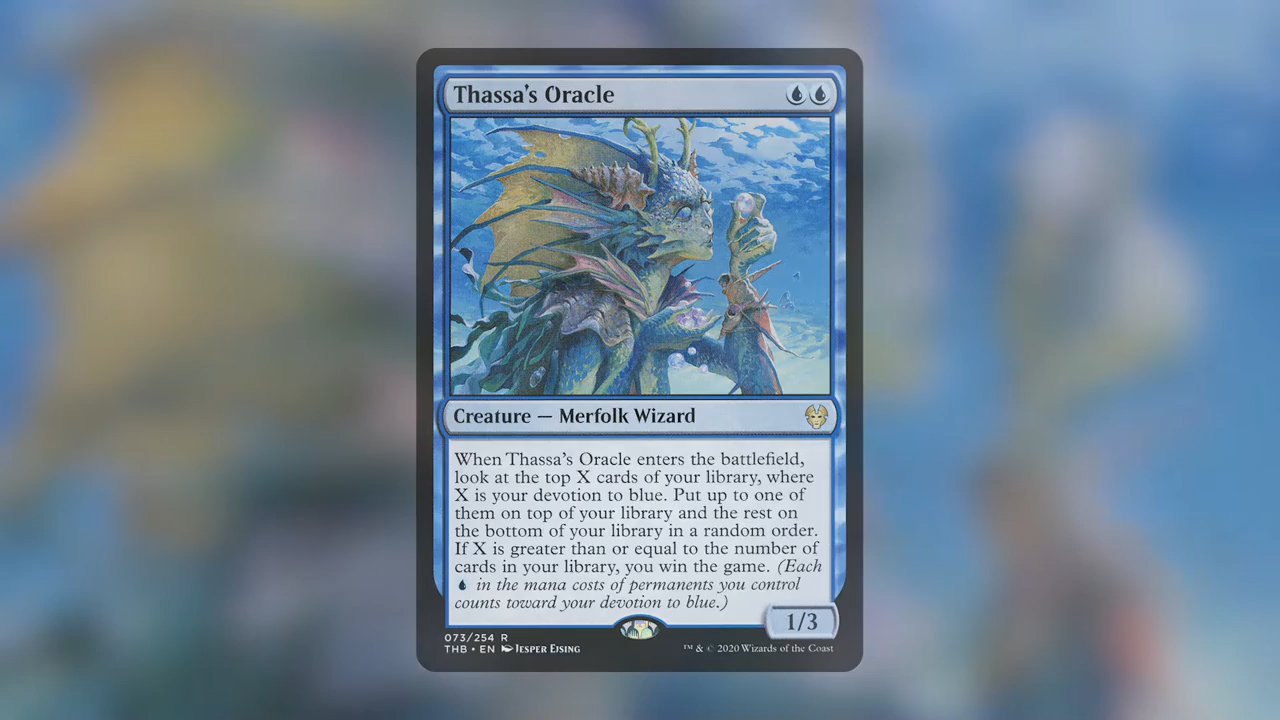 Thassa's Oracle
Creature — Merfolk Wizard
When Thassa's Oracle enters the battlefield,
look at the top X cards of your library, where
X is your devotion to blue. Put up to one of
them on top of your library and the rest on
the bottom of your library in a random order.
If X is greater than or equal to the number of
cards in your library, you win the game. (Each
in the mana costs of permanents you control
counts toward your devotion to blue.)
1/3
073/254 R
THB • EN Jesper Ejsing
™ & © 2020 Wizards of the Coast